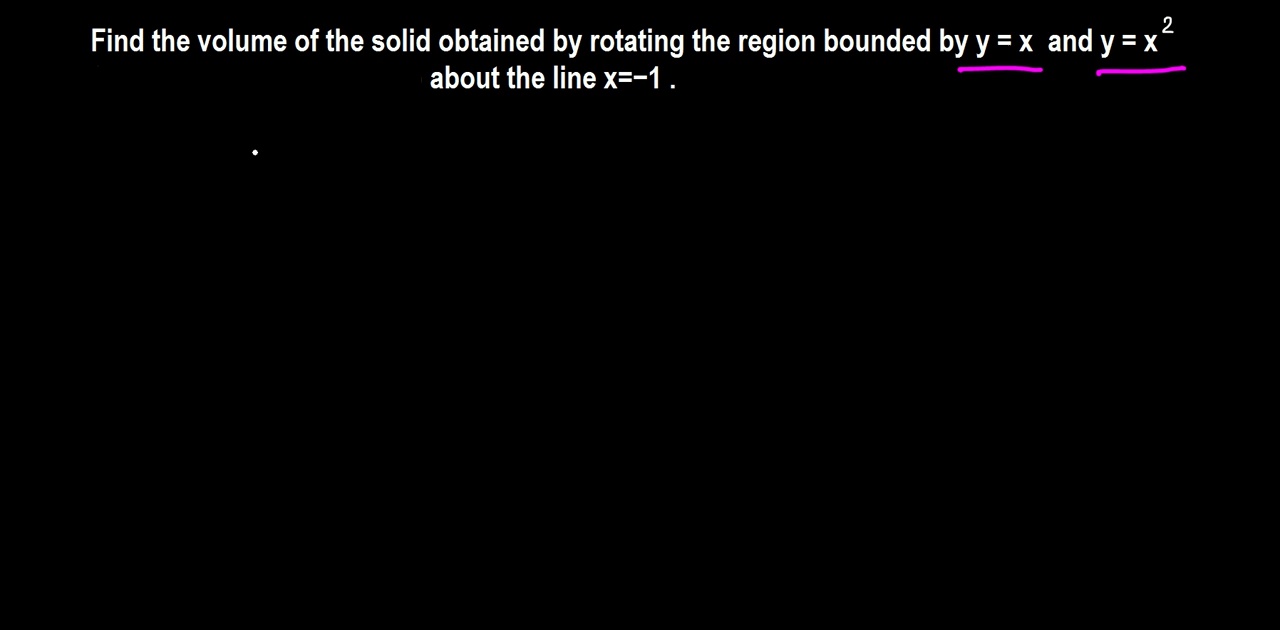 Find the volume of the solid obtained by rotating the region bounded by y = x and y = x²
about the line x=−1 .